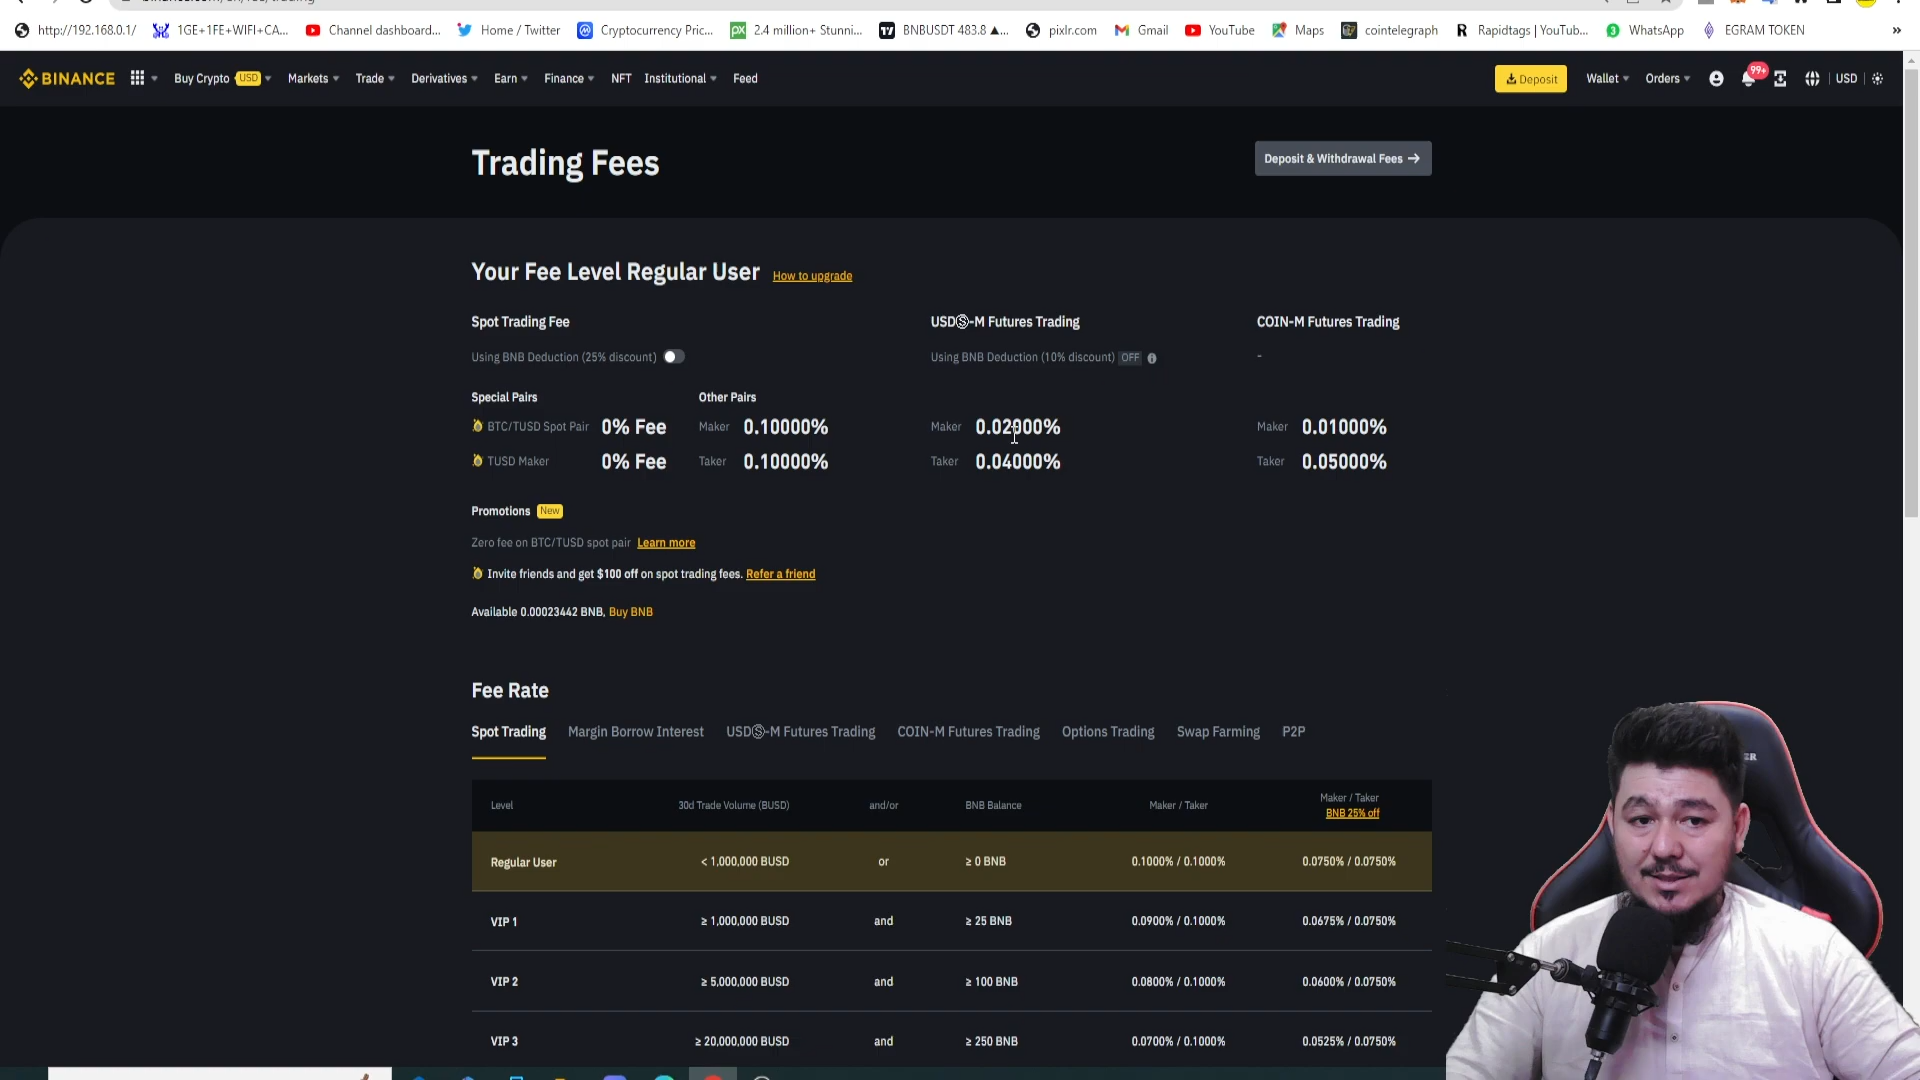 http://192.168.0.1/ 1GE+1FE+WIFI+CA... Channel dashboard... Home / Twitter Cryptocurrency Pric... 2.4 million+ Stunni... BNBUSDT 483.8 ▲... pixlr.com Gmail YouTube Maps cointelegraph Rapidtags | YouTub... WhatsApp EGRAM TOKEN »
BINANCE Buy Crypto USD Markets Trade Derivatives Earn Finance NFT Institutional Feed Deposit Wallet Orders 99+ USD
Trading Fees
Deposit & Withdrawal Fees →
Your Fee Level Regular User How to upgrade
Spot Trading Fee USDⓈ-M Futures Trading COIN-M Futures Trading
Using BNB Deduction (25% discount) Using BNB Deduction (10% discount) OFF -
Special Pairs Other Pairs
BTC/TUSD Spot Pair 0% Fee Maker 0.10000% Maker 0.02000% Maker 0.01000%
TUSD Maker 0% Fee Taker 0.10000% Taker 0.04000% Taker 0.05000%
Promotions New
Zero fee on BTC/TUSD spot pair Learn more
Invite friends and get $100 off on spot trading fees. Refer a friend
Available 0.00023442 BNB, Buy BNB
Fee Rate
Spot Trading Margin Borrow Interest USDⓈ-M Futures Trading COIN-M Futures Trading Options Trading Swap Farming P2P
Level 30d Trade Volume (BUSD) and/or BNB Balance Maker / Taker Maker / Taker
BNB 25% off
Regular User < 1,000,000 BUSD or ≥ 0 BNB 0.1000% / 0.1000% 0.0750% / 0.0750%
VIP 1 ≥ 1,000,000 BUSD and ≥ 25 BNB 0.0900% / 0.1000% 0.0675% / 0.0750%
VIP 2 ≥ 5,000,000 BUSD and ≥ 100 BNB 0.0800% / 0.1000% 0.0600% / 0.0750%
VIP 3 ≥ 20,000,000 BUSD and ≥ 250 BNB 0.0700% / 0.1000% 0.0525% / 0.0750%